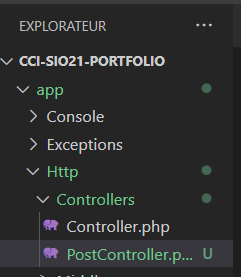 EXPLORATEUR ...
CCI-SIO21-PORTFOLIO
app
Console
Exceptions
Http
Controllers
Controller.php
PostController.p... U